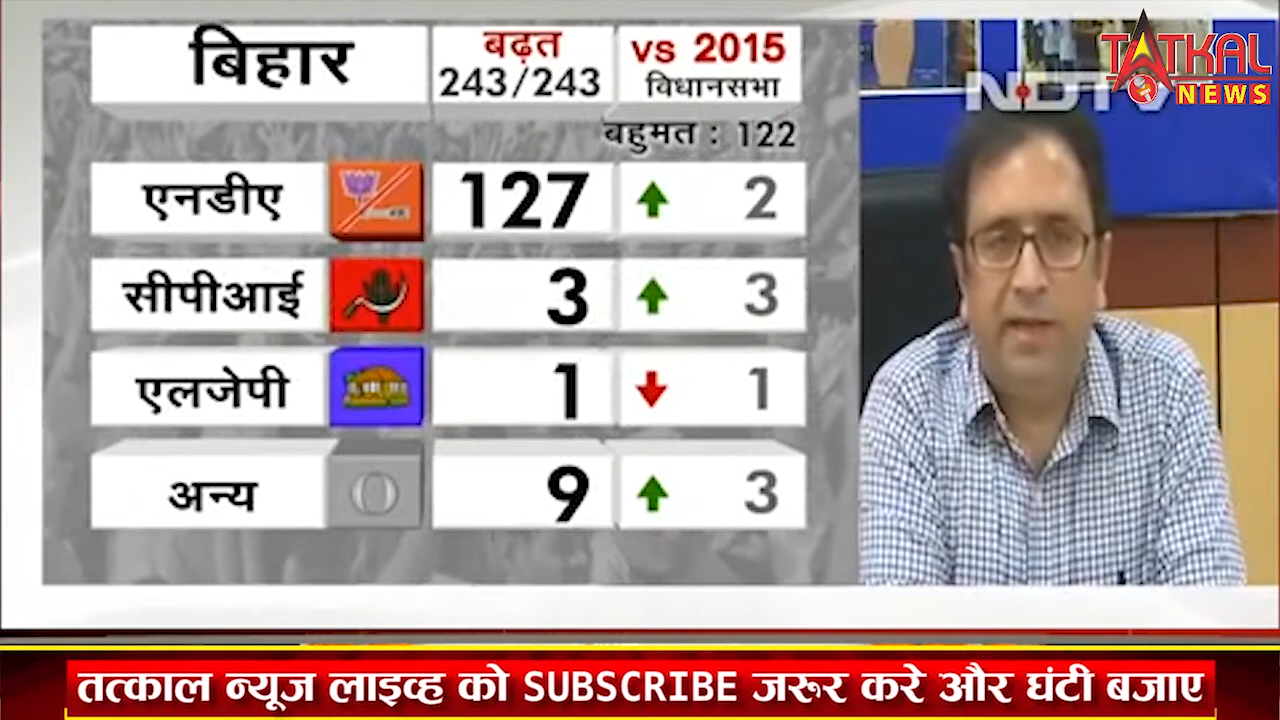 बिहार
बढ़त
243/243
vs 2015
विधानसभा
बहुमत : 122
एनडीए 127 2
सीपीआई 3 3
एलजेपी 1 1
अन्य 0 9 3
NDTV
TATKAL
NEWS
तत्काल न्यूज लाइव्ह को SUBSCRIBE जरूर करे और घंटी बजाए